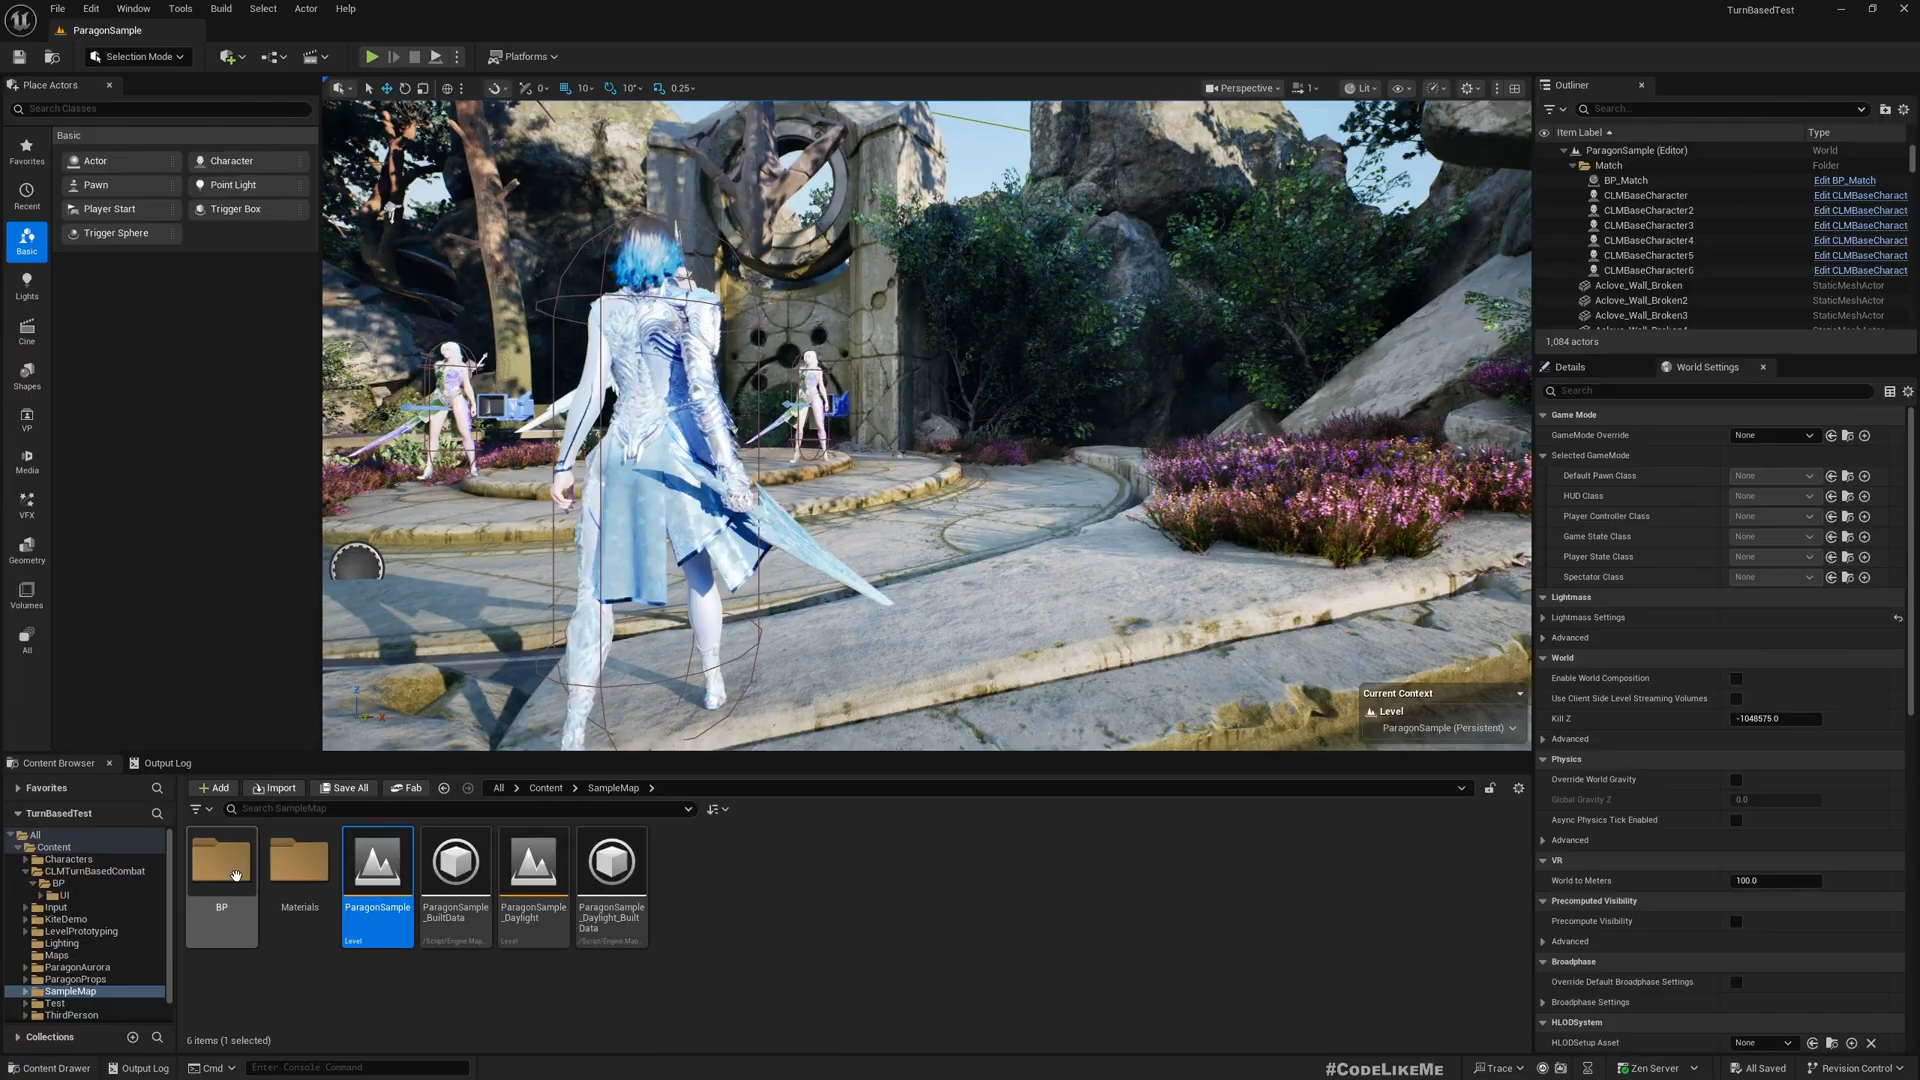 File Edit Window Tools Build Select Actor Help
TurnBasedTest
ParagonSample
Selection Mode
Platforms
Place Actors
Search Classes
Favorites
Recent
Basic
Lights
Cine
Shapes
VP
Media
VFX
Geometry
Volumes
All
Basic
Actor
Character
Pawn
Point Light
Player Start
Trigger Box
Trigger Sphere
0
10
10°
0.25
Perspective
1
Lit
Current Context
Level
ParagonSample (Persistent)
Outliner
Search...
Item Label Type
ParagonSample (Editor) World
Match Folder
BP_Match Edit BP_Match
CLMBaseCharacter Edit CLMBaseCharact
CLMBaseCharacter2 Edit CLMBaseCharact
CLMBaseCharacter3 Edit CLMBaseCharact
CLMBaseCharacter4 Edit CLMBaseCharact
CLMBaseCharacter5 Edit CLMBaseCharact
CLMBaseCharacter6 Edit CLMBaseCharact
Aclove_Wall_Broken StaticMeshActor
Aclove_Wall_Broken2 StaticMeshActor
Aclove_Wall_Broken3 StaticMeshActor
1,084 actors
Details
World Settings
Search
Game Mode
GameMode Override None
Selected GameMode
Default Pawn Class None
HUD Class None
Player Controller Class None
Game State Class None
Player State Class None
Spectator Class None
Lightmass
Lightmass Settings
Advanced
World
Enable World Composition
Use Client Side Level Streaming Volumes
Kill Z -1048575.0
Advanced
Physics
Override World Gravity
Global Gravity Z 0.0
Async Physics Tick Enabled
Advanced
VR
World to Meters 100.0
Precomputed Visibility
Precompute Visibility
Advanced
Broadphase
Override Default Broadphase Settings
Broadphase Settings
HLODSystem
HLODSetup Asset None
Content Browser
Output Log
Favorites
TurnBasedTest
All
Content
Characters
CLMTurnBasedCombat
BP
UI
Input
KiteDemo
LevelPrototyping
Lighting
Maps
ParagonAurora
ParagonProps
SampleMap
Test
ThirdPerson
Collections
Add
Import
Save All
Fab
All
Content
SampleMap
Search SampleMap
BP
Materials
ParagonSample
Level
ParagonSample
_BuiltData
/Script/Engine.Map...
ParagonSample
_Daylight
Level
ParagonSample
_Daylight_Built
Data
/Script/Engine.Map...
6 items (1 selected)
Content Drawer
Output Log
Cmd
Enter Console Command
#CODELIKEME
Trace
Zen Server
All Saved
Revision Control